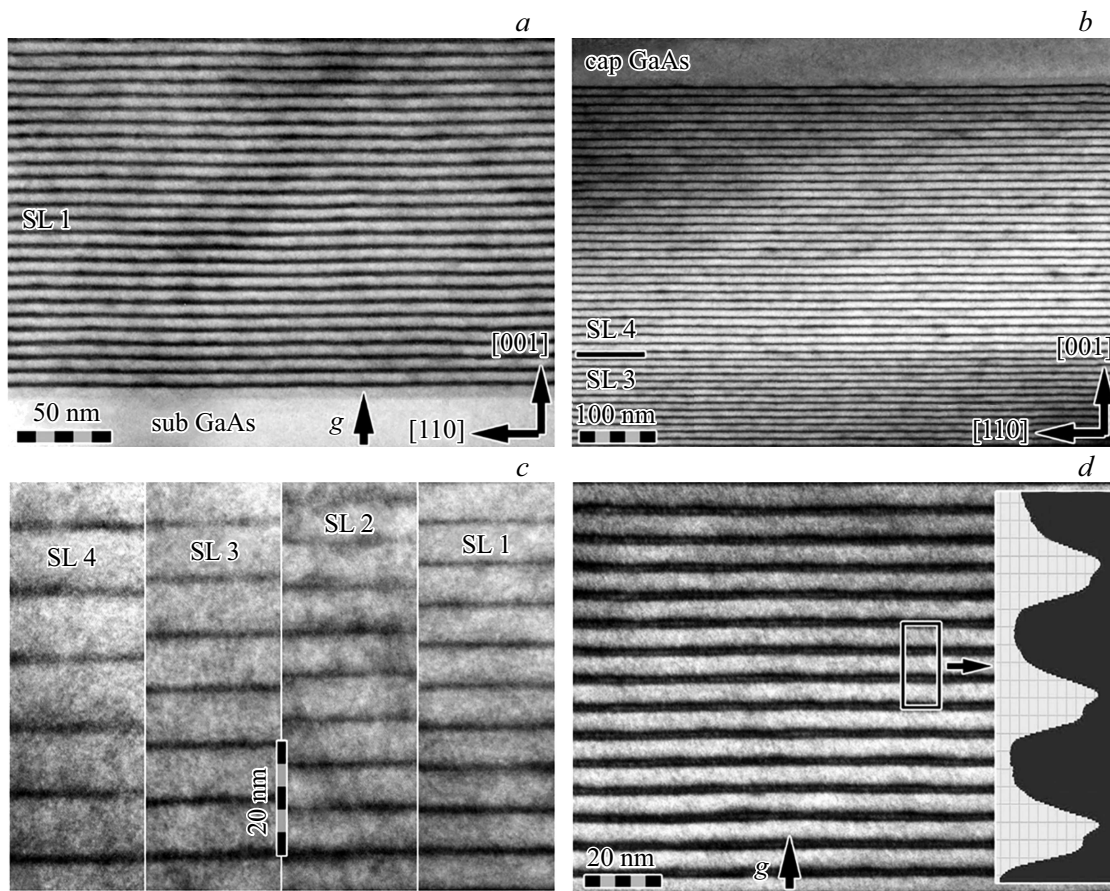 a
SL 1
[001]
50 nm
sub GaAs
g
[110]
b
cap GaAs
SL 4
SL 3
[001]
100 nm
[110]
c
SL 4
SL 3
SL 2
SL 1
20 nm
d
20 nm
g